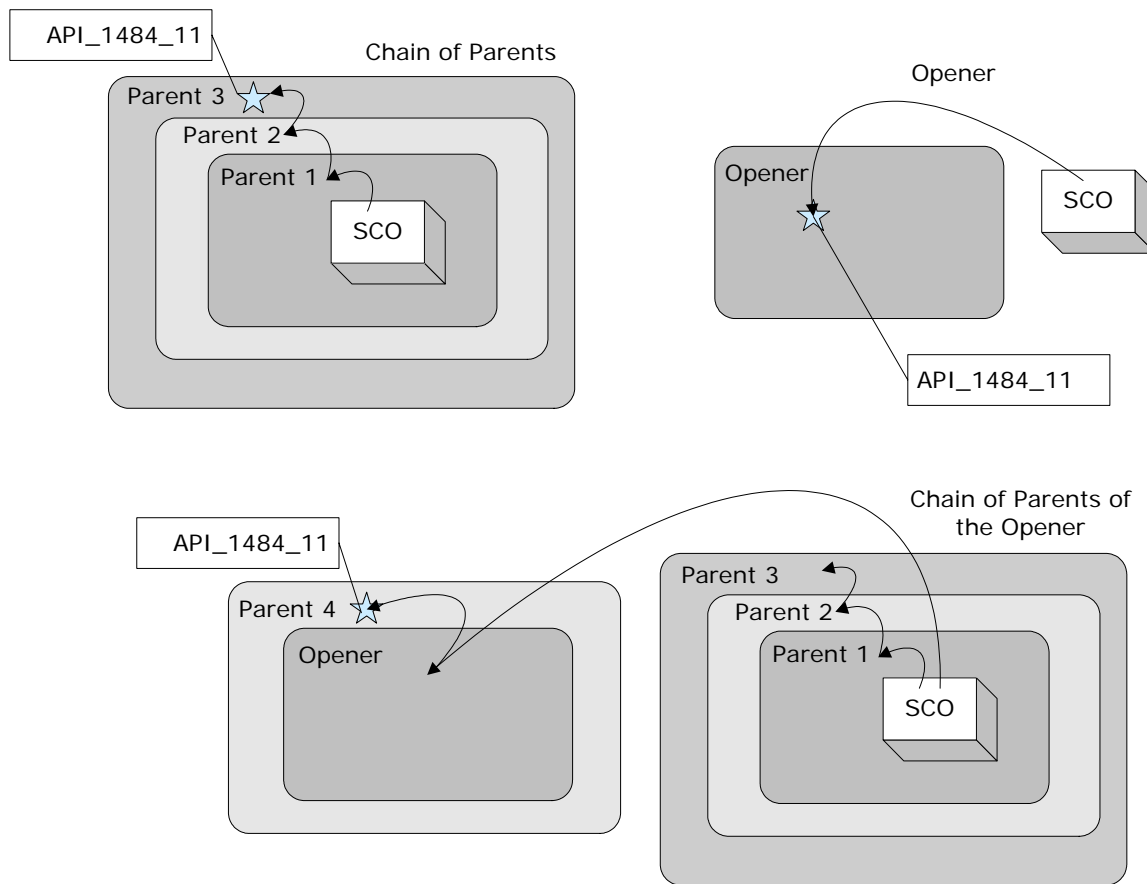 API_1484_11
Chain of Parents
Parent 3
Parent 2
Parent 1
SCO
Opener
Opener
SCO
API_1484_11
Chain of Parents of
the Opener
API_1484_11
Parent 4
Opener
Parent 3
Parent 2
Parent 1
SCO